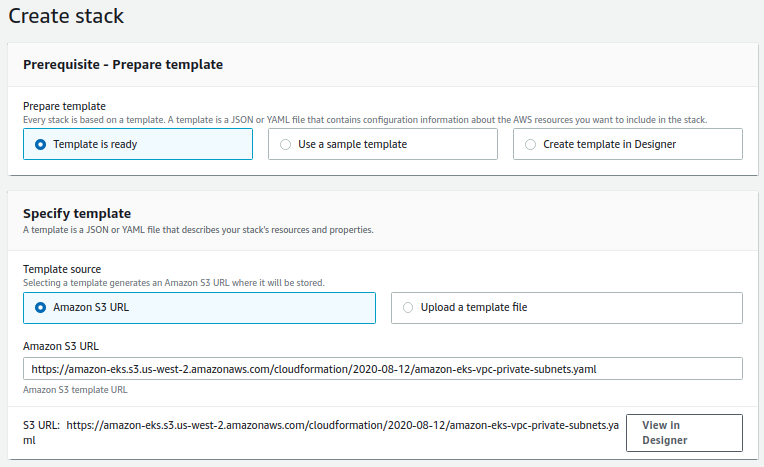 Create stack
Prerequisite - Prepare template
Prepare template
Every stack is based on a template. A template is a JSON or YAML file that contains configuration information about the AWS resources you want to include in the stack.
Template is ready
Use a sample template
Create template in Designer
Specify template
A template is a JSON or YAML file that describes your stack's resources and properties.
Template source
Selecting a template generates an Amazon S3 URL where it will be stored.
Amazon S3 URL
Upload a template file
Amazon S3 URL
https://amazon-eks.s3.us-west-2.amazonaws.com/cloudformation/2020-08-12/amazon-eks-vpc-private-subnets.yaml
Amazon S3 template URL
S3 URL: https://amazon-eks.s3.us-west-2.amazonaws.com/cloudformation/2020-08-12/amazon-eks-vpc-private-subnets.ya
ml
View in
Designer